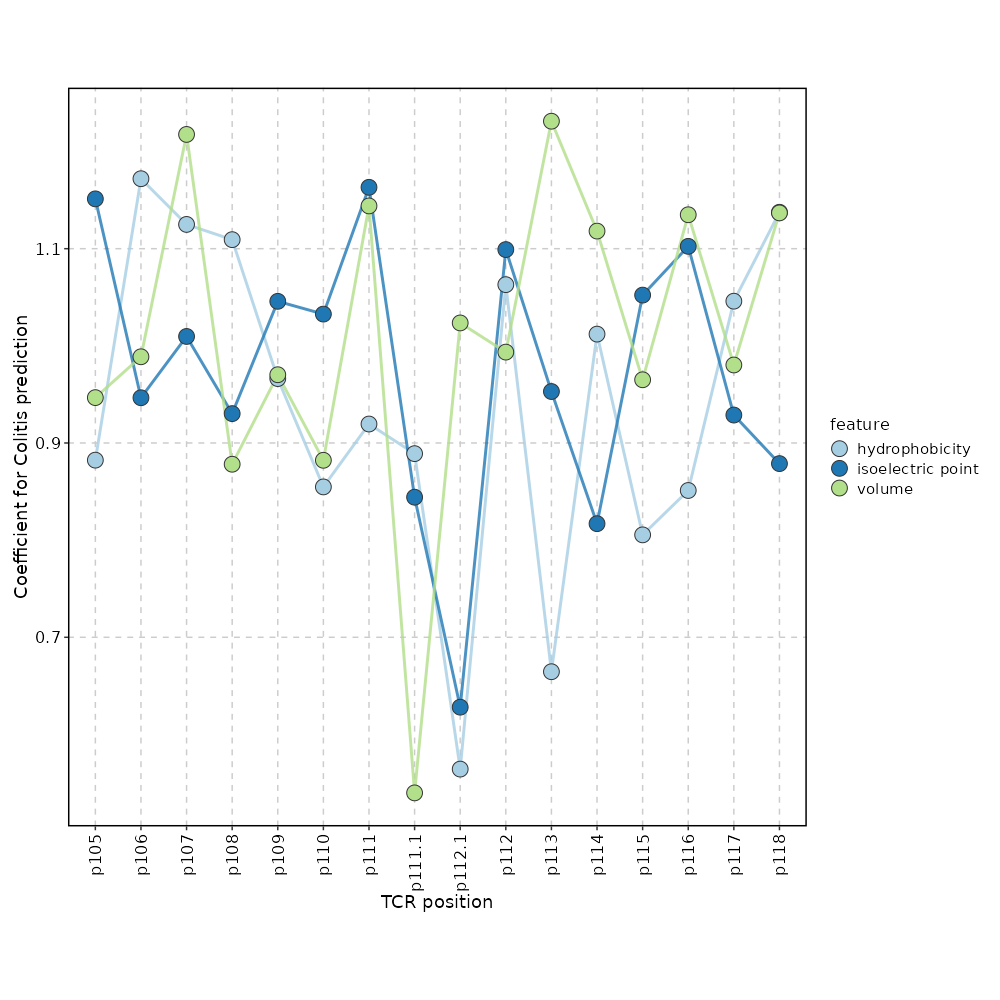 Coefficient for Colitis prediction
1.1
0.9
0.7
p105
p106
p107
p108
p109
p110
p111
p111.1
p112.1
p112
p113
p114
p115
p116
p117
p118
TCR position
feature
hydrophobicity
isoelectric point
volume